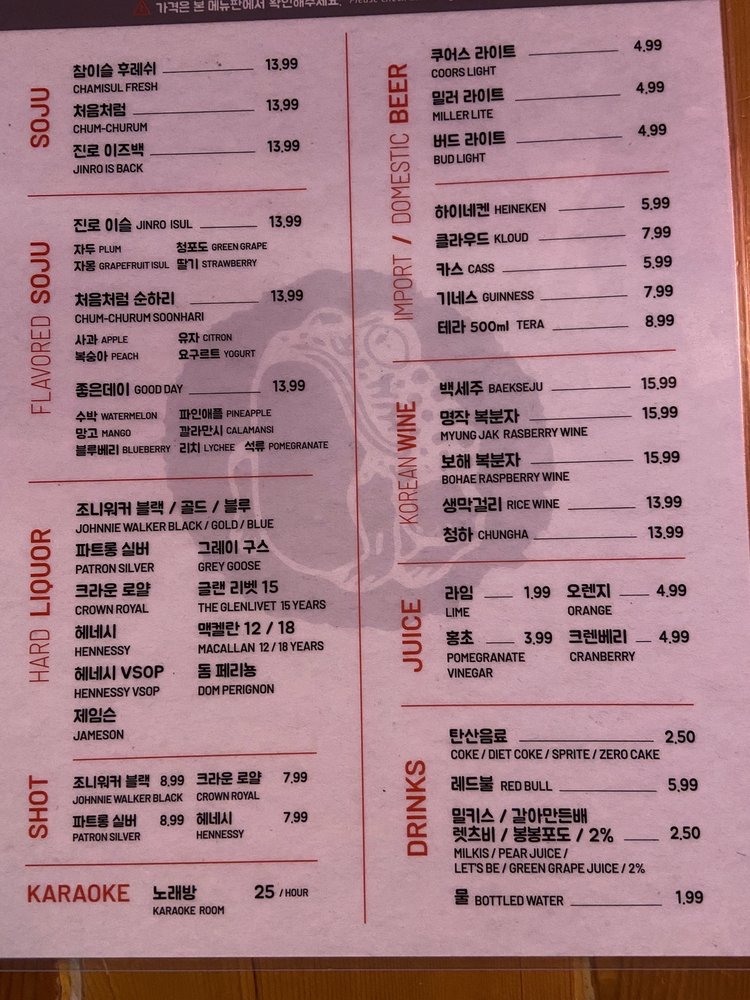 가격은 본 메뉴판에서 확인해주세요. Please check
SOJU
참이슬 후레쉬 13,99
CHAMISUL FRESH
처음처럼 13,99
CHUM-CHURUM
진로 이즈백 13,99
JINRO IS BACK
FLAVORED SOJU
진로 이슬 JINRO ISUL 13,99
자두 PLUM 청포도 GREEN GRAPE
자몽 GRAPEFRUIT ISUL 딸기 STRAWBERRY
처음처럼 순하리 13,99
CHUM-CHURUM SOONHARI
사과 APPLE 유자 CITRON
복숭아 PEACH 요구르트 YOGURT
좋은데이 GOOD DAY 13,99
수박 WATERMELON 파인애플 PINEAPPLE
망고 MANGO 깔라만시 CALAMANSI
블루베리 BLUEBERRY 리치 LYCHEE 석류 POMEGRANATE
HARD LIQUOR
조니워커 블랙 / 골드 / 블루
JOHNNIE WALKER BLACK / GOLD / BLUE
파트롱 실버 그레이 구스
PATRON SILVER GREY GOOSE
크라운 로얄 글랜 리벳 15
CROWN ROYAL THE GLENLIVET 15 YEARS
헤네시 맥켈란 12 / 18
HENNESSY MACALLAN 12 / 18 YEARS
헤네시 VSOP 돔 페리뇽
HENNESSY VSOP DOM PERIGNON
제임슨
JAMESON
SHOT
조니워커 블랙 8,99 크라운 로얄 7,99
JOHNNIE WALKER BLACK CROWN ROYAL
파트롱 실버 8,99 헤네시 7,99
PATRON SILVER HENNESSY
KARAOKE 노래방 25 / HOUR
KARAOKE ROOM
IMPORT / DOMESTIC BEER
쿠어스 라이트 4,99
COORS LIGHT
밀러 라이트 4,99
MILLER LITE
버드 라이트 4,99
BUD LIGHT
하이네켄 HEINEKEN 5,99
클라우드 KLOUD 7,99
카스 CASS 5,99
기네스 GUINNESS 7,99
테라 500ml TERA 8,99
KOREAN WINE
백세주 BAEKSEJU 15,99
명작 복분자 15,99
MYUNG JAK RASBERRY WINE
보해 복분자 15,99
BOHAE RASPBERRY WINE
생막걸리 RICE WINE 13,99
청하 CHUNGHA 13,99
JUICE
라임 1,99 오렌지 4,99
LIME ORANGE
홍초 3,99 크렌베리 4,99
POMEGRANATE CRANBERRY
VINEGAR
DRINKS
탄산음료 2,50
COKE / DIET COKE / SPRITE / ZERO CAKE
레드불 RED BULL 5,99
밀키스 / 갈아만든배
렛츠비 / 봉봉포도 / 2% 2,50
MILKIS / PEAR JUICE /
LET'S BE / GREEN GRAPE JUICE / 2%
물 BOTTLED WATER 1,99